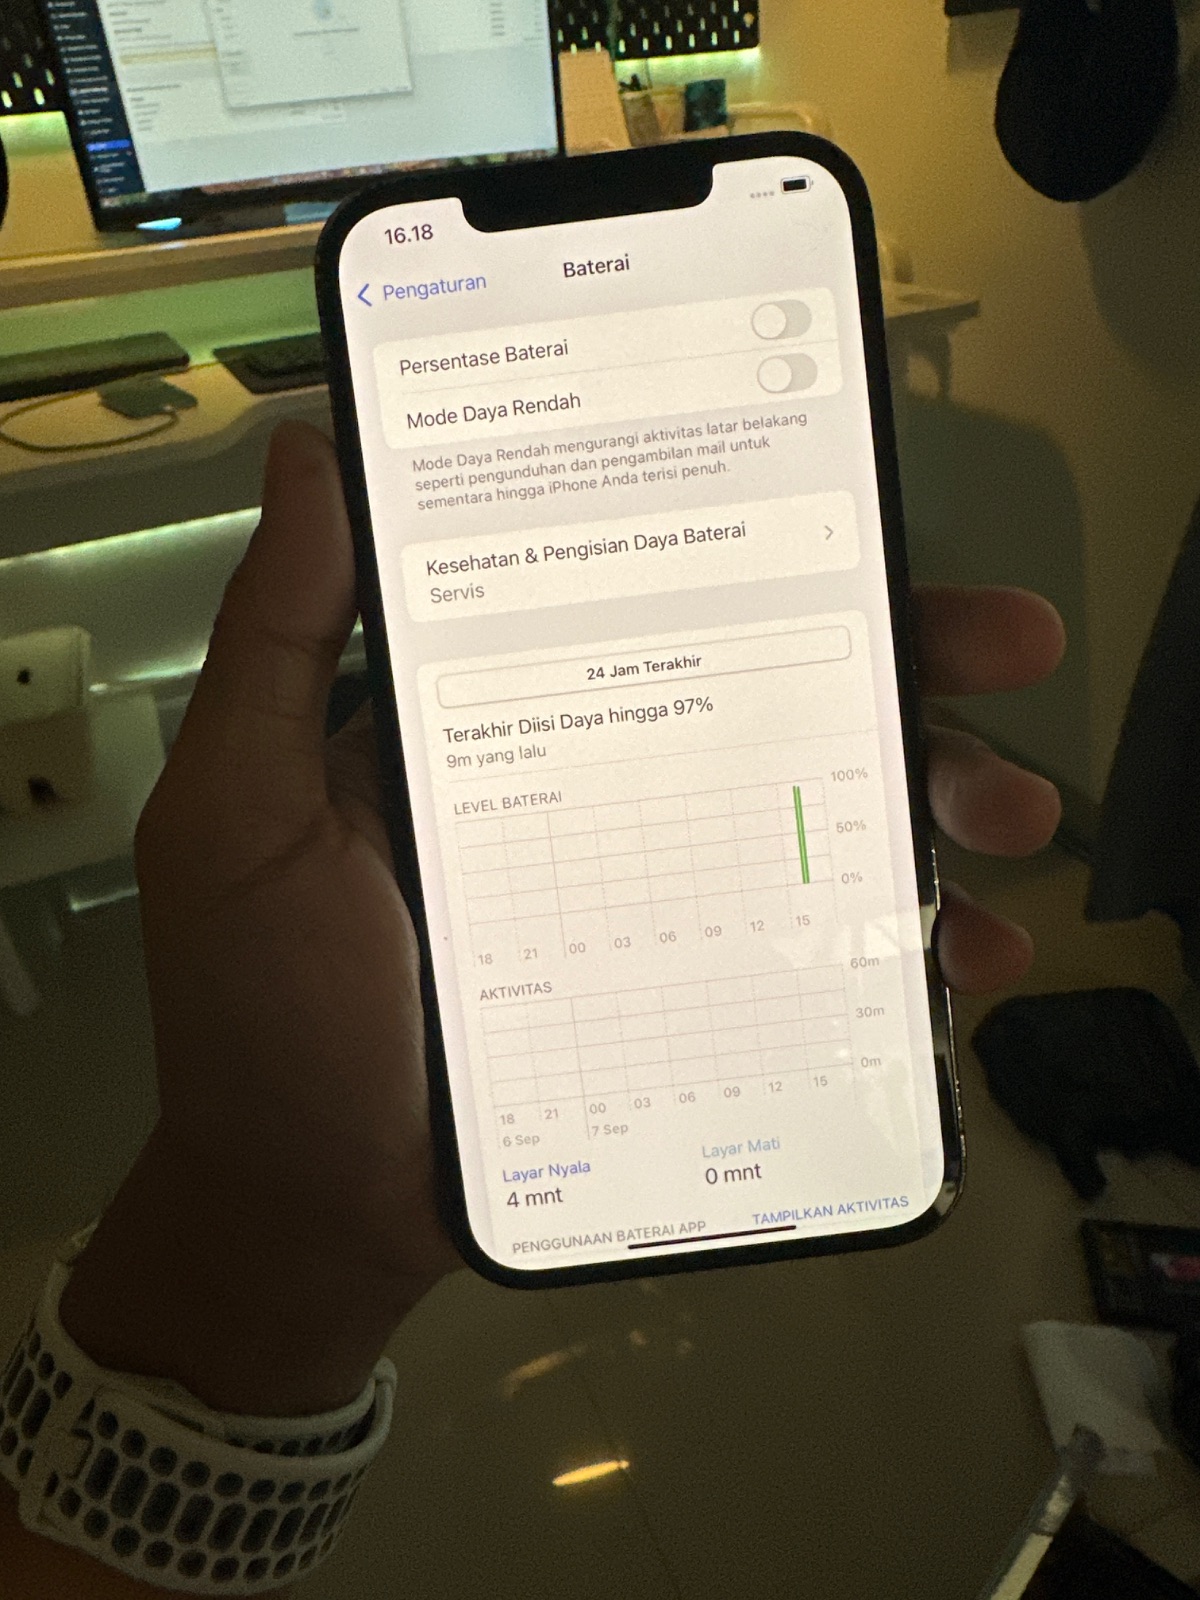 16.18
Pengaturan
Baterai
Persentase Baterai
Mode Daya Rendah
Mode Daya Rendah mengurangi aktivitas latar belakang
seperti pengunduhan dan pengambilan mail untuk
sementara hingga iPhone Anda terisi penuh.
Kesehatan & Pengisian Daya Baterai
Servis
24 Jam Terakhir
Terakhir Diisi Daya hingga 97%
9m yang lalu
LEVEL BATERAI
100%
50%
0%
18 21 00 03 06 09 12 15
AKTIVITAS
60m
30m
0m
18 21 00 03 06 09 12 15
6 Sep 7 Sep
Layar Nyala Layar Mati
4 mnt 0 mnt
PENGGUNAAN BATERAI APP TAMPILKAN AKTIVITAS